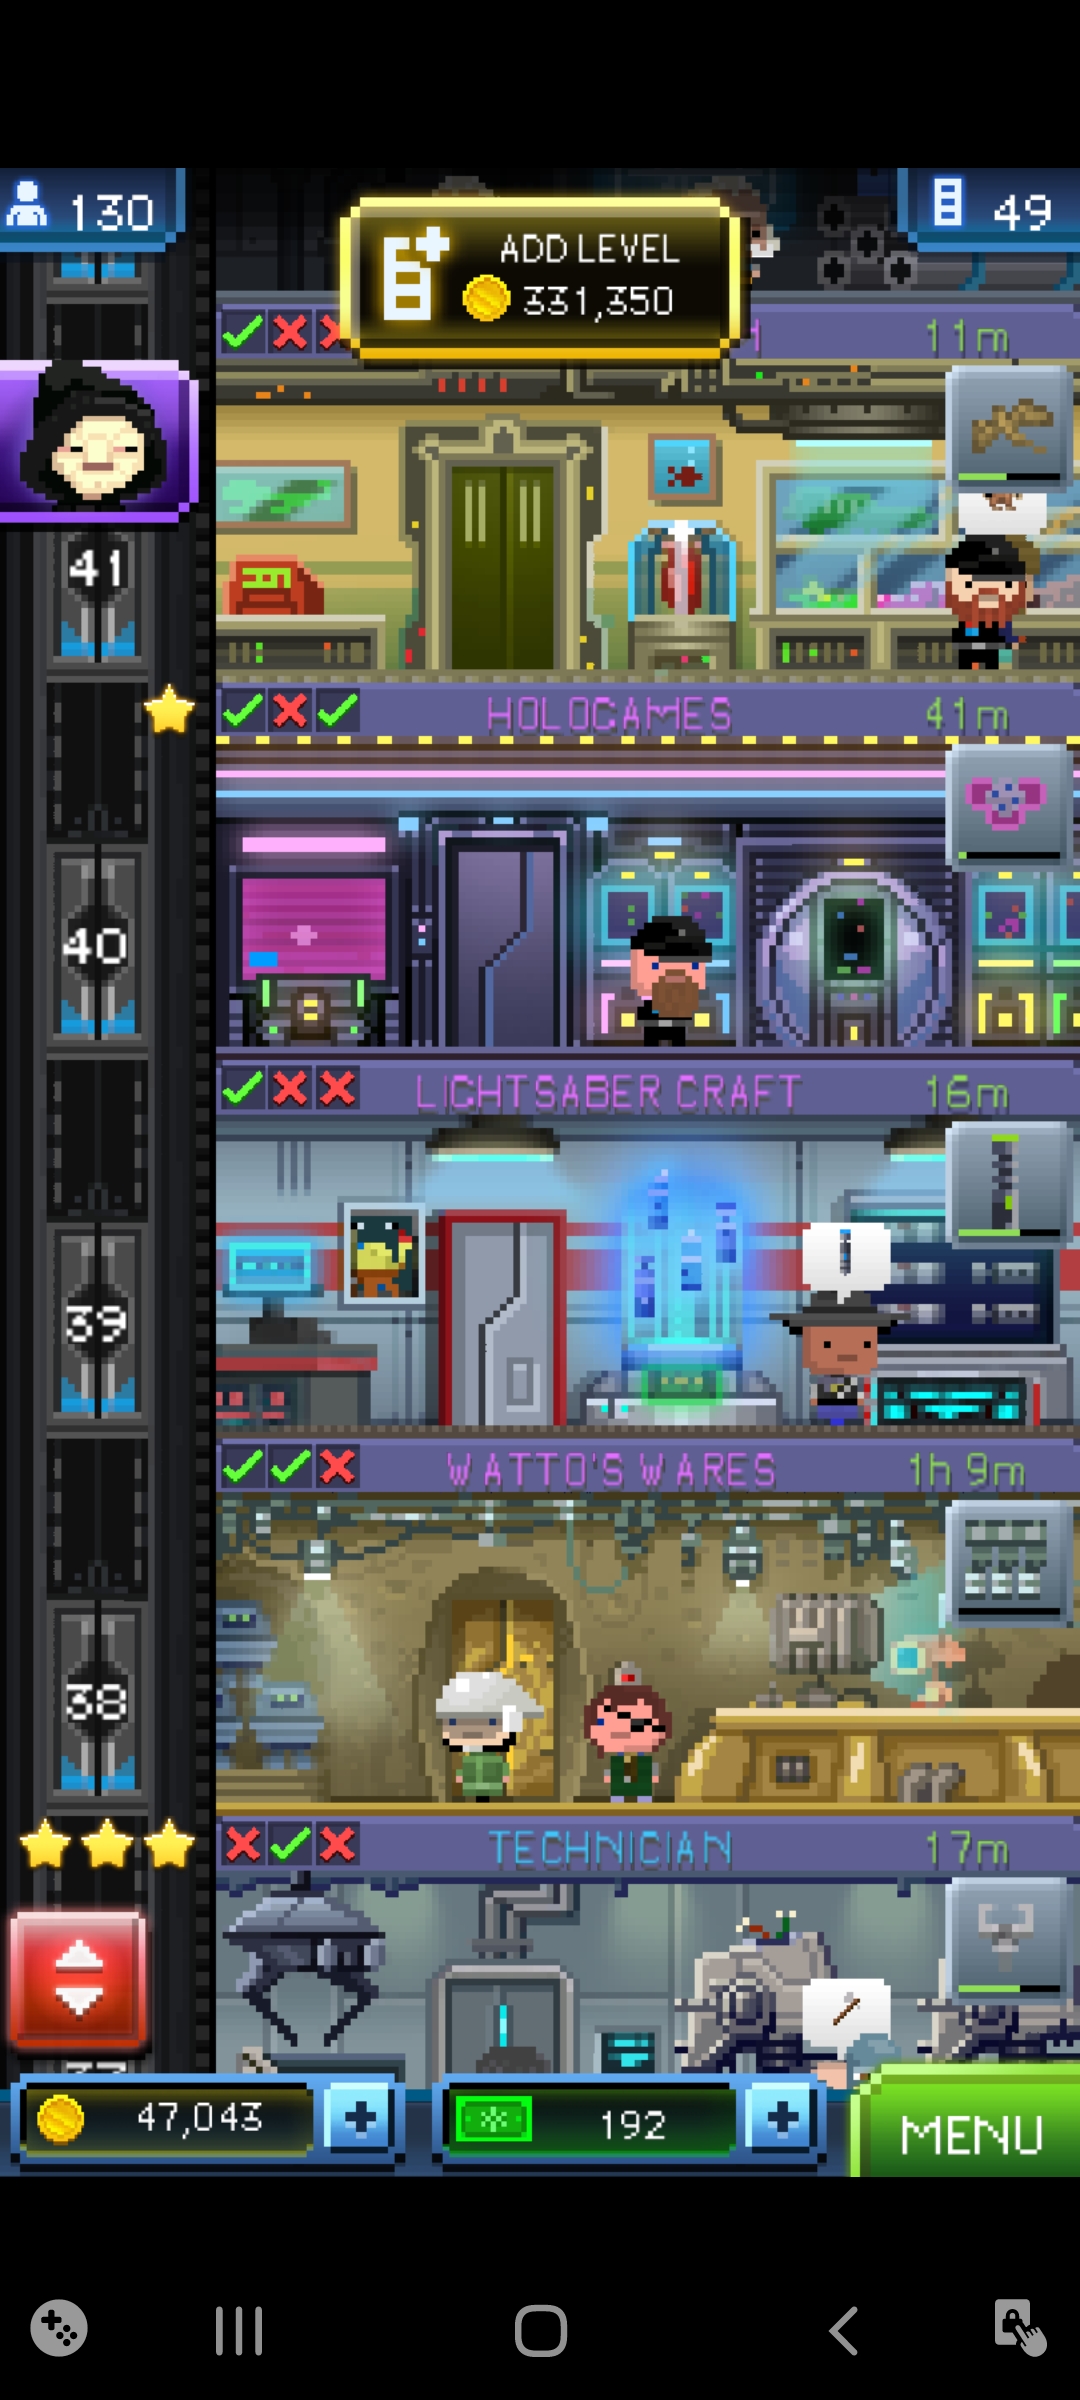 130
49
ADD LEVEL
331,350
11m
41
HOLOGAMES
41m
40
LIGHTSABER CRAFT
16m
39
WATTO'S WARES
1h 9m
38
TECHNICIAN
17m
47,043
192
MENU